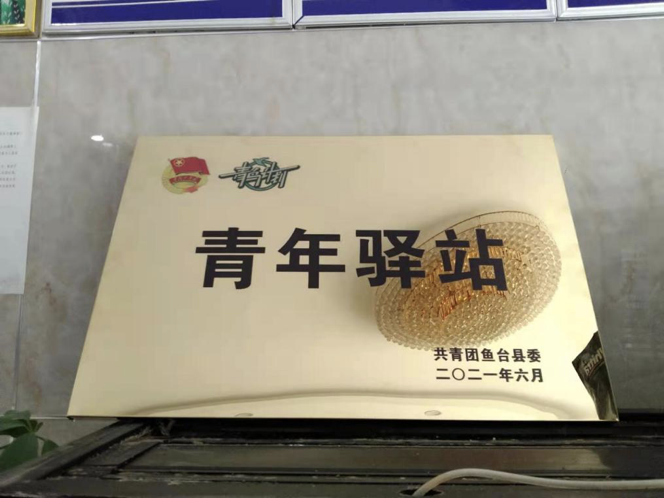 青年驿站
共青团鱼台县委
二〇二一年六月